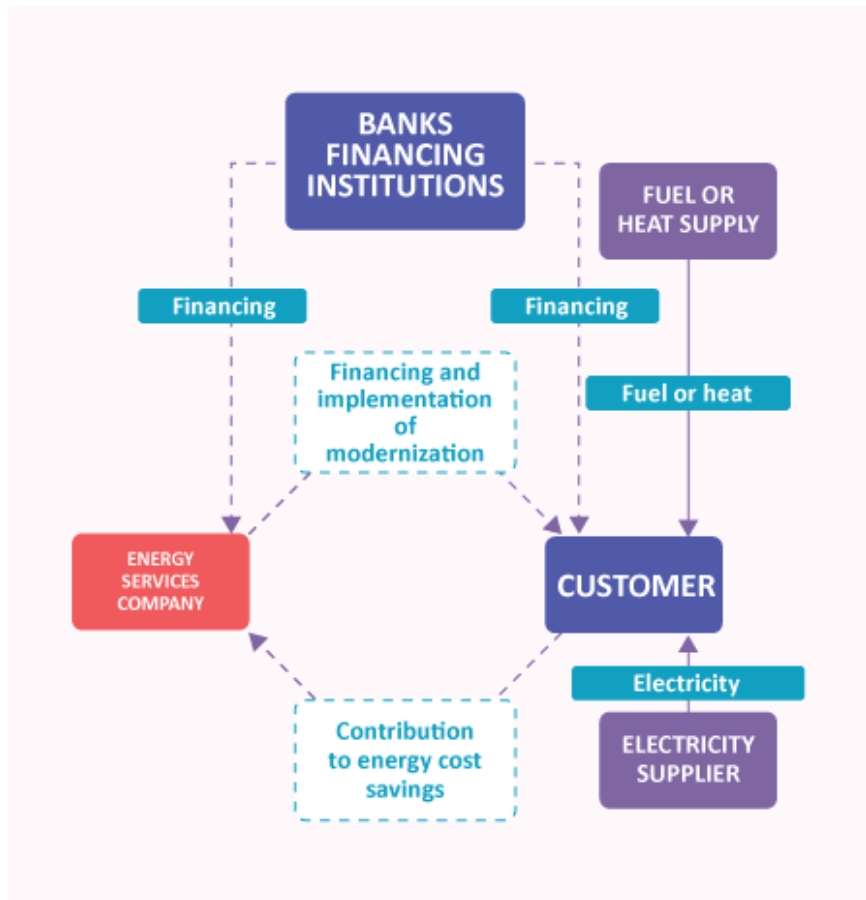 BANKS
FINANCING
INSTITUTIONS
FUEL OR
HEAT SUPPLY
Financing
Financing
Financing and
implementation
of
modernization
Fuel or heat
ENERGY
SERVICES
COMPANY
CUSTOMER
Electricity
Contribution
to energy cost
savings
ELECTRICITY
SUPPLIER